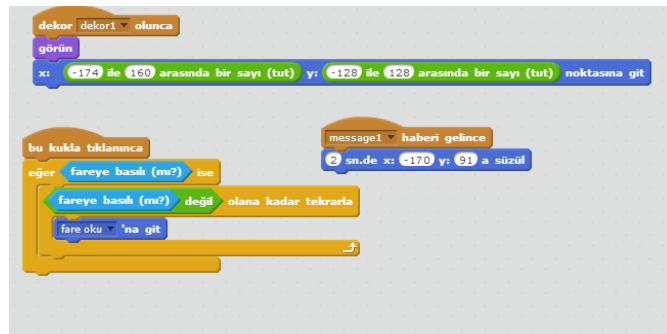 dekor dekor1 olunca
görün
x: -174 ile 160 arasında bir sayı (tut) y: -128 ile 128 arasında bir sayı (tut) noktasına git
bu kukla tıklanınca
eğer fareye basılı (mı?) ise
fareye basılı (mı?) değil olana kadar tekrarla
fare oku 'na git
message1 haberi gelince
2 sn.de x: -170 y: 91 a süzül